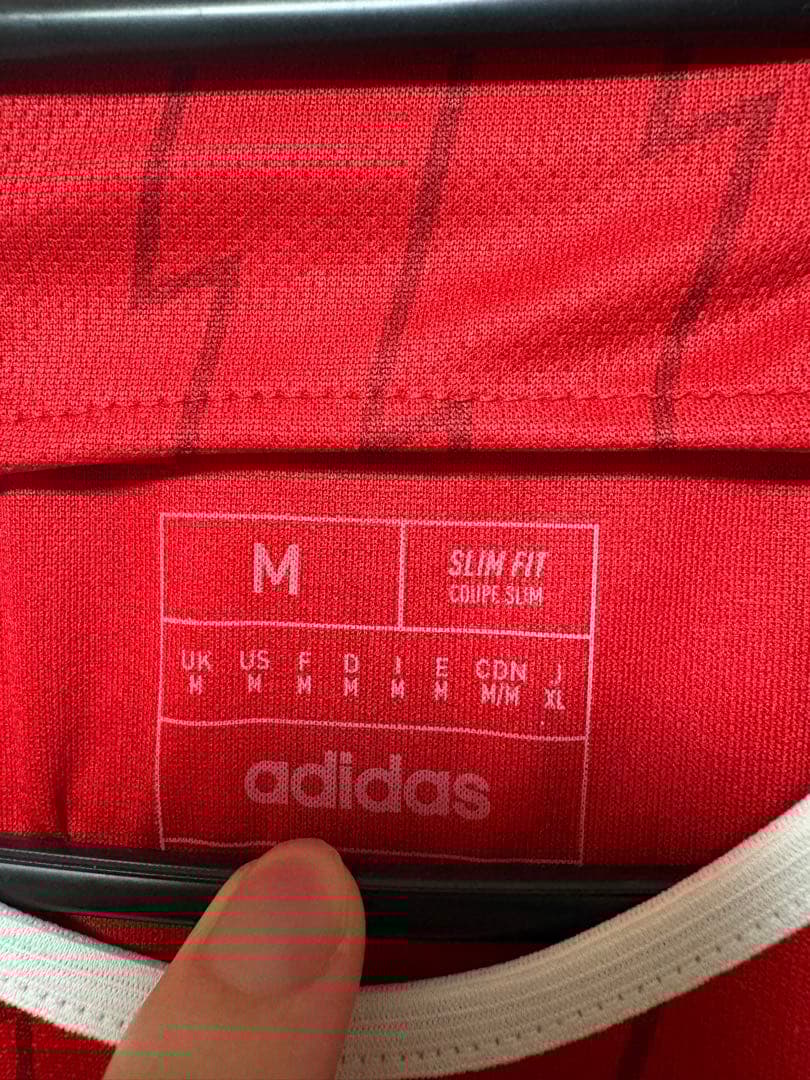 M
SLIM FIT
COUPE SLIM
UK US F D I E CDN J
M M M M M M M/M XL
adidas